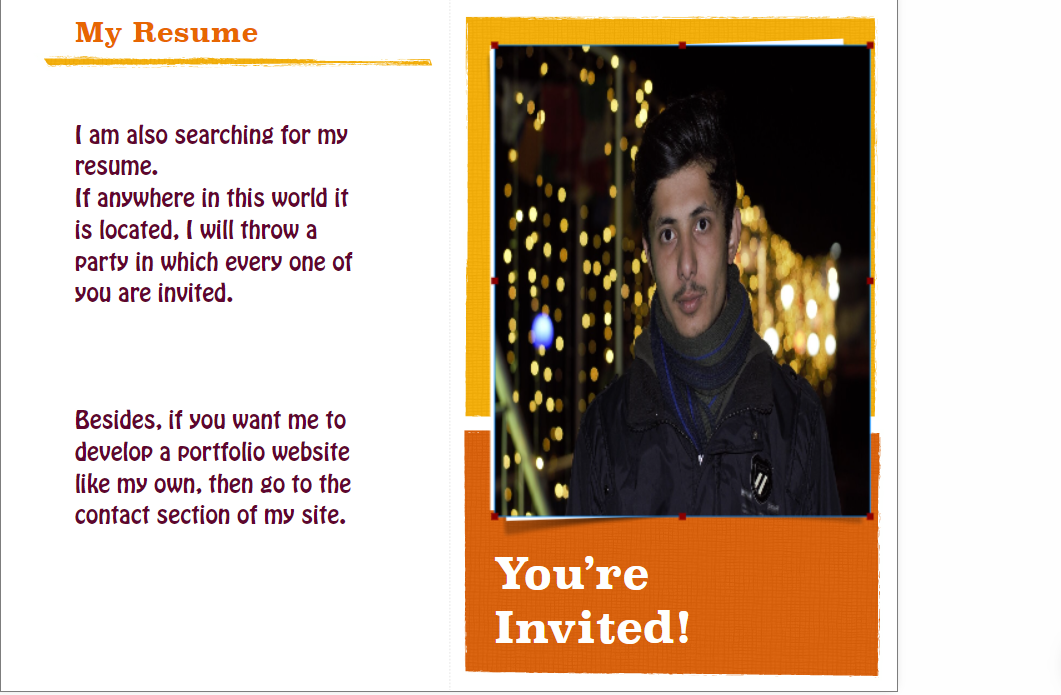 My Resume
I am also searching for my
resume.
If anywhere in this world it
is located, I will throw a
party in which every one of
you are invited.
Besides, if you want me to
develop a portfolio website
like my own, then go to the
contact section of my site.
You’re
Invited!